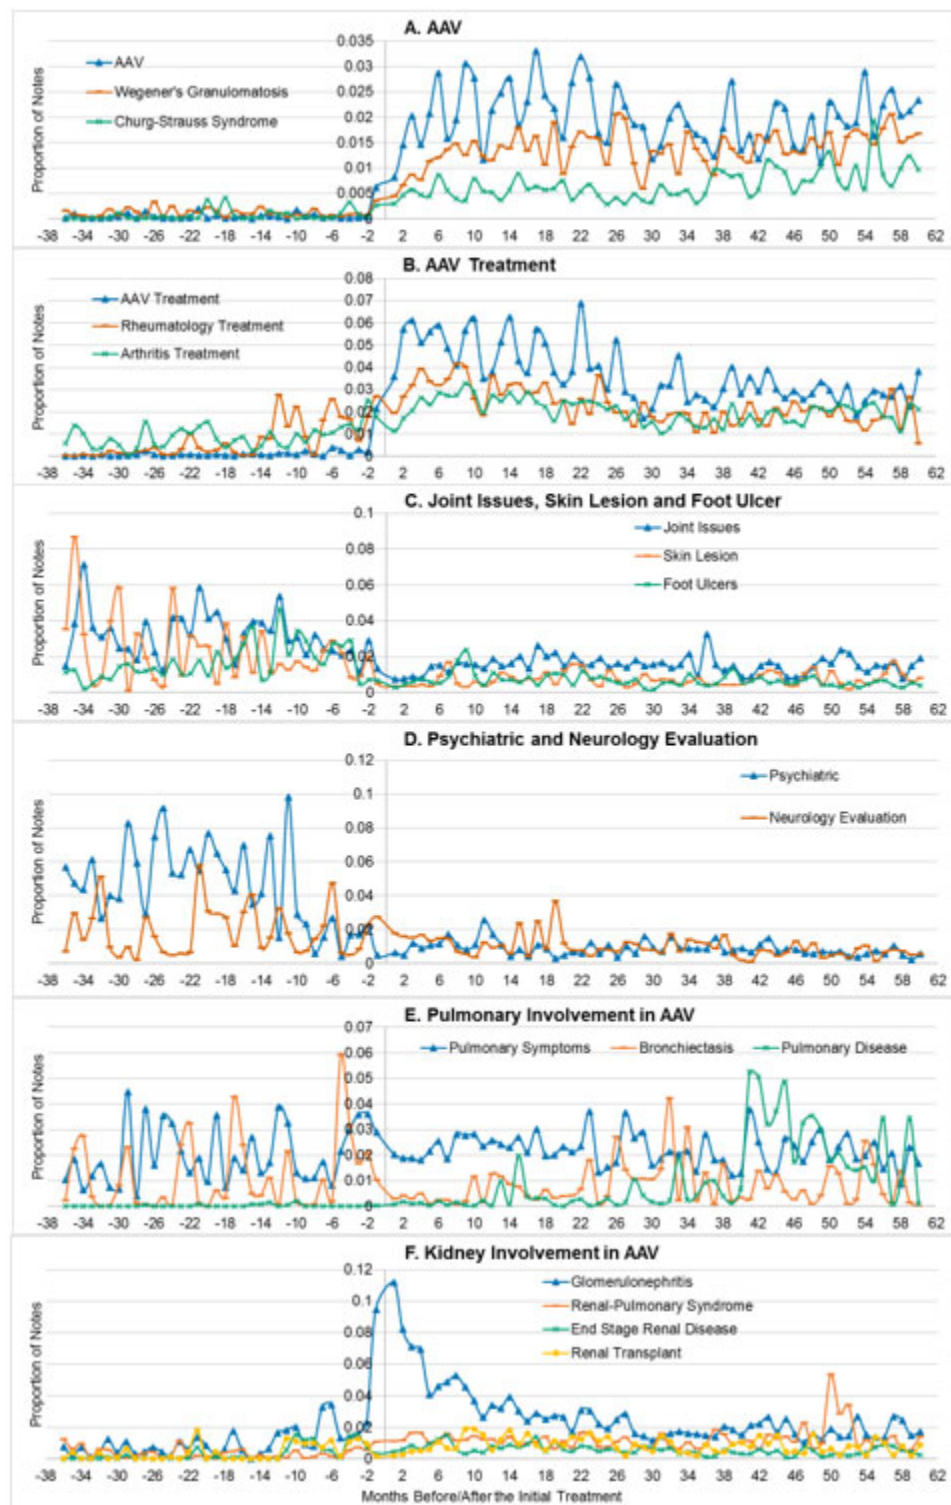 A. AAV
Proportion of Notes
0.035
0.03
0.025
0.02
0.015
0.01
0.005
0
AAV
Wegener's Granulomatosis
Churg-Strauss Syndrome
-38 -34 -30 -26 -22 -18 -14 -10 -6 -2 2 6 10 14 18 22 26 30 34 38 42 46 50 54 58 62
B. AAV Treatment
Proportion of Notes
0.08
0.07
0.06
0.05
0.04
0.03
0.02
0.01
0
AAV Treatment
Rheumatology Treatment
Arthritis Treatment
-38 -34 -30 -26 -22 -18 -14 -10 -6 -2 2 6 10 14 18 22 26 30 34 38 42 46 50 54 58 62
C. Joint Issues, Skin Lesion and Foot Ulcer
Proportion of Notes
0.1
0.08
0.06
0.04
0.02
0
Joint Issues
Skin Lesion
Foot Ulcers
-38 -34 -30 -26 -22 -18 -14 -10 -6 -2 2 6 10 14 18 22 26 30 34 38 42 46 50 54 58 62
D. Psychiatric and Neurology Evaluation
Proportion of Notes
0.12
0.1
0.08
0.06
0.04
0.02
0
Psychiatric
Neurology Evaluation
-38 -34 -30 -26 -22 -18 -14 -10 -6 -2 2 6 10 14 18 22 26 30 34 38 42 46 50 54 58 62
E. Pulmonary Involvement in AAV
Proportion of Notes
0.07
0.06
0.05
0.04
0.03
0.02
0.01
0
Pulmonary Symptoms Bronchiectasis Pulmonary Disease
-38 -34 -30 -26 -22 -18 -14 -10 -6 -2 2 6 10 14 18 22 26 30 34 38 42 46 50 54 58 62
F. Kidney Involvement in AAV
Proportion of Notes
0.12
0.1
0.08
0.06
0.04
0.02
0
Glomerulonephritis
Renal-Pulmonary Syndrome
End Stage Renal Disease
Renal Transplant
-38 -34 -30 -26 -22 -18 -14 -10 -6 -2 2 6 10 14 18 22 26 30 34 38 42 46 50 54 58 62
Months Before/After the Initial Treatment